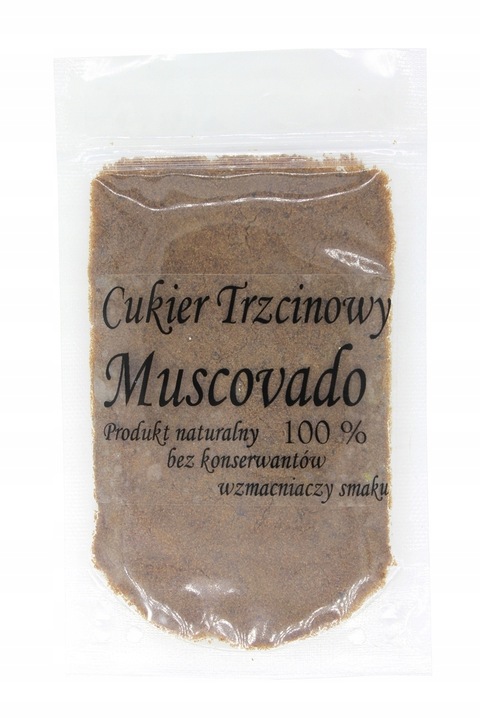 Cukier Trzcinowy
Muscovado
Produkt naturalny 100 %
bez konserwantów
wzmacniaczy smaku